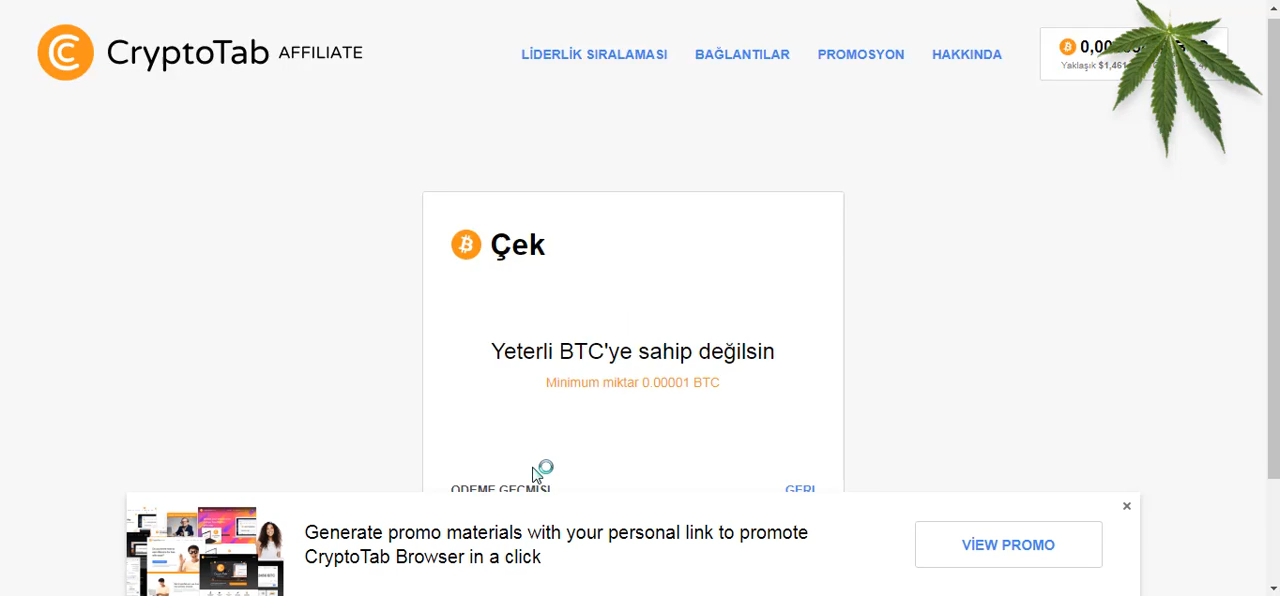 CryptoTab AFFILIATE
LİDERLİK SIRALAMASI
BAĞLANTILAR
PROMOSYON
HAKKINDA
Yaklaşık
Çek
Yeterli BTC'ye sahip değilsin
Minimum miktar 0.00001 BTC
Generate promo materials with your personal link to promote
CryptoTab Browser in a click
VİEW PROMO